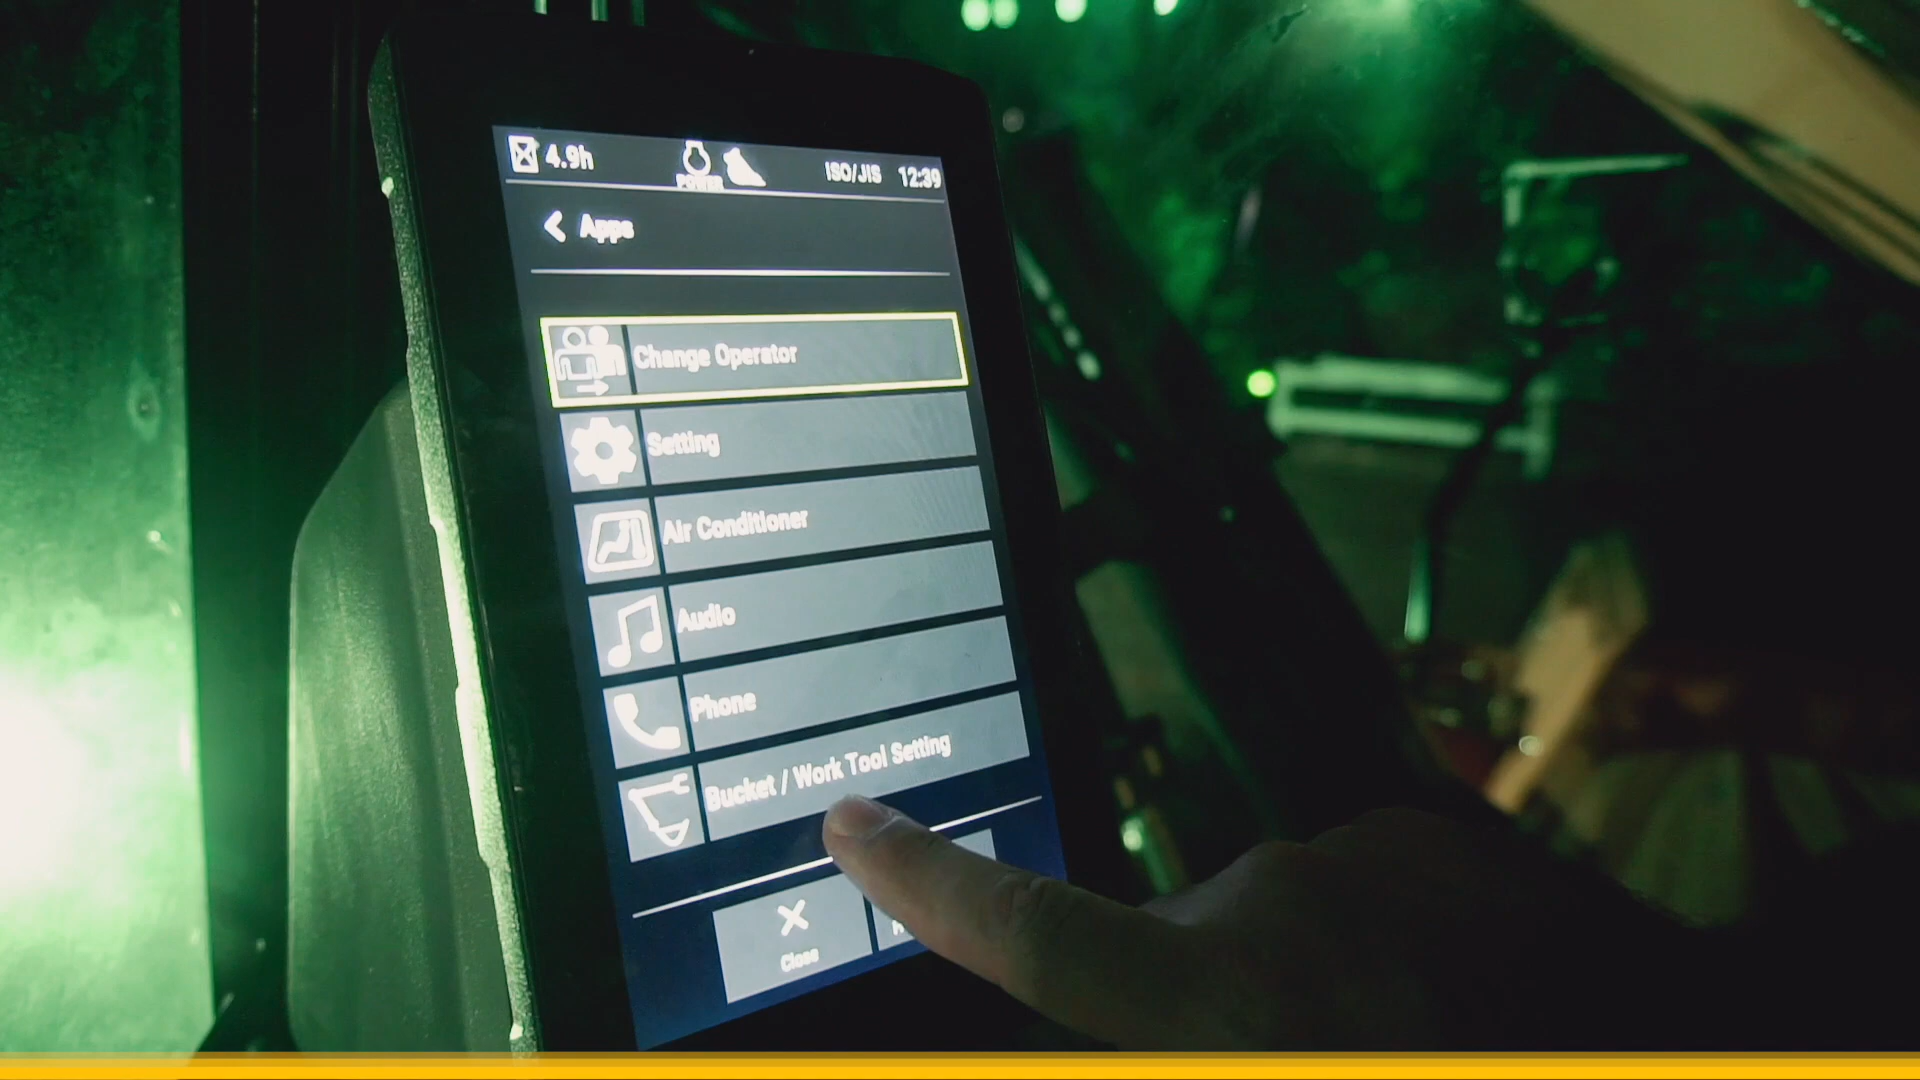 4.9h
POWER
ISO/JIS
12:39
Apps
Change Operator
Setting
Air Conditioner
Audio
Phone
Bucket / Work Tool Setting
Close